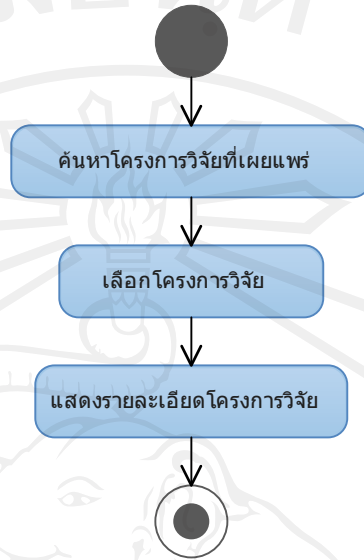 ค้นหาโครงการวิจัยที่เผยแพร่
เลือกโครงการวิจัย
แสดงรายละเอียดโครงการวิจัย